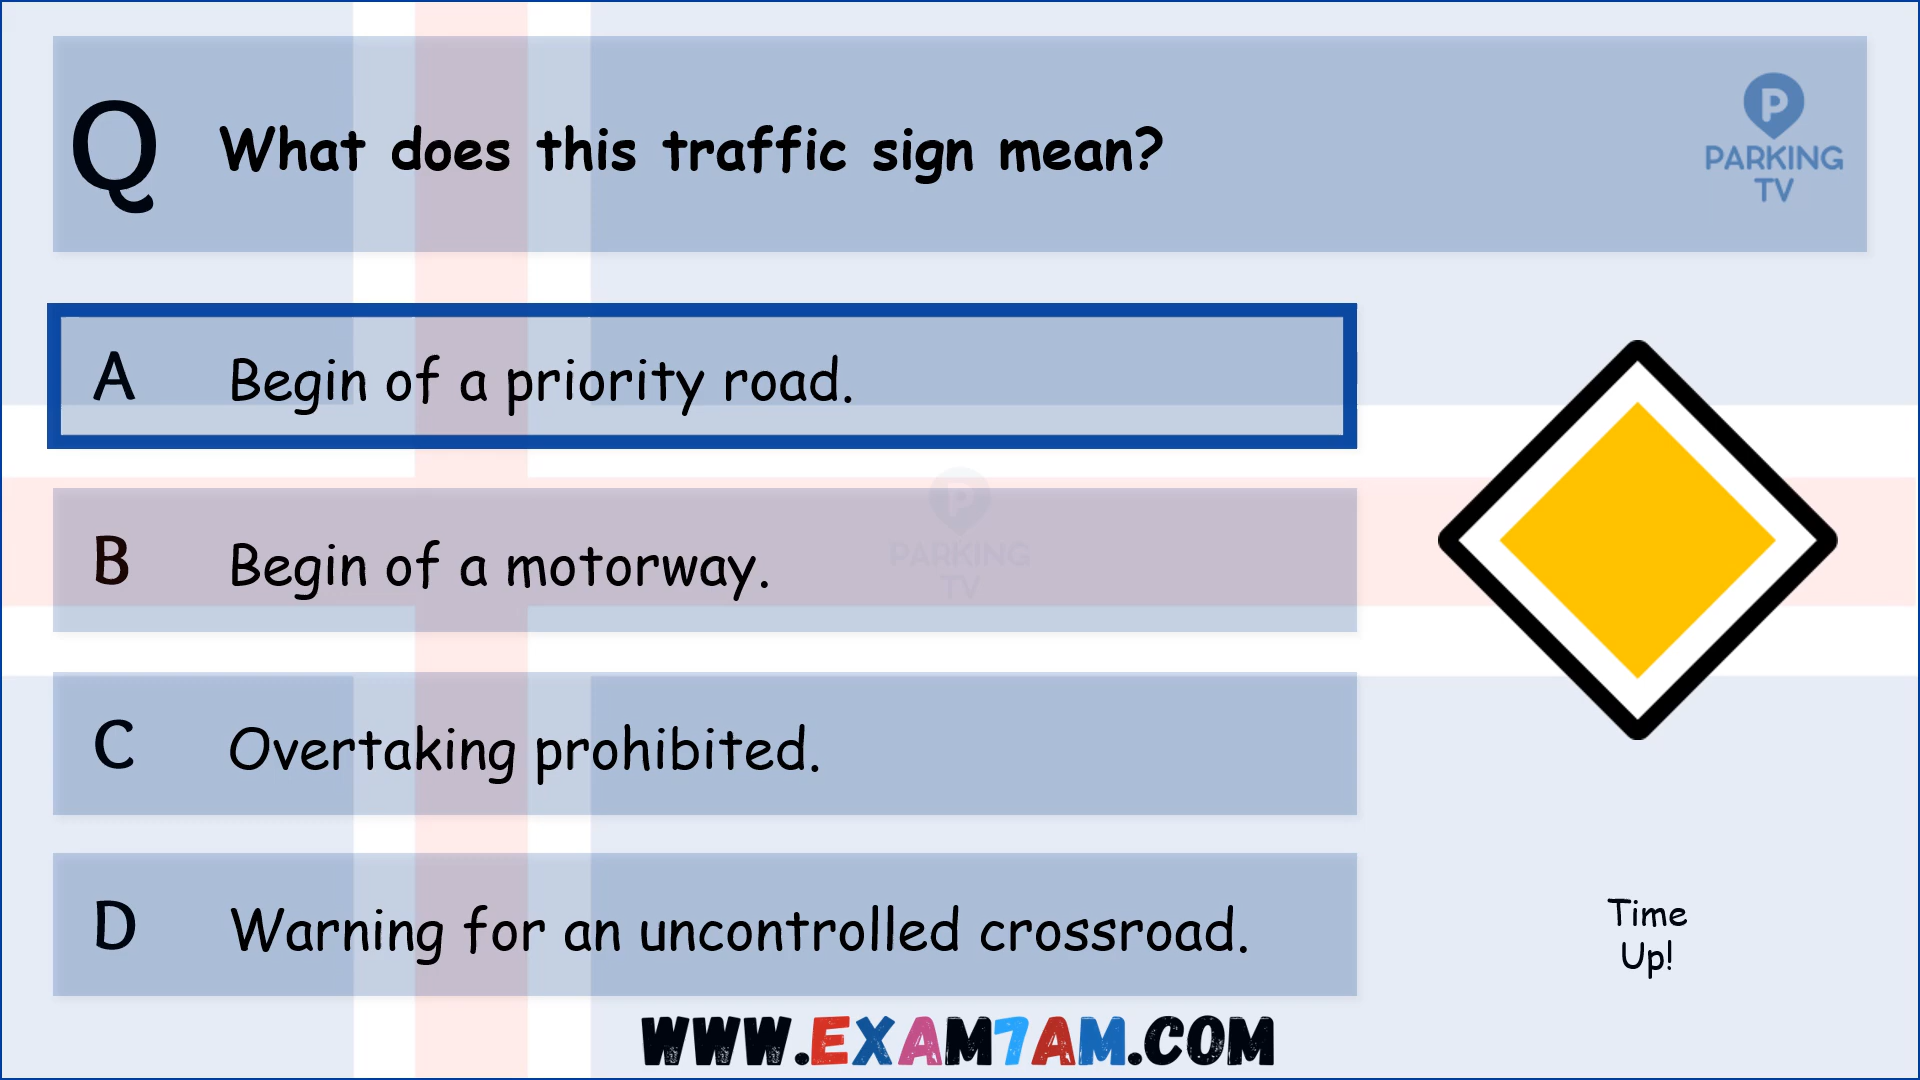 Q What does this traffic sign mean?
P
PARKING
TV
A Begin of a priority road.
B Begin of a motorway.
P
PARKING
TV
C Overtaking prohibited.
D Warning for an uncontrolled crossroad.
Time
Up!
WWW.EXAM7AM.COM